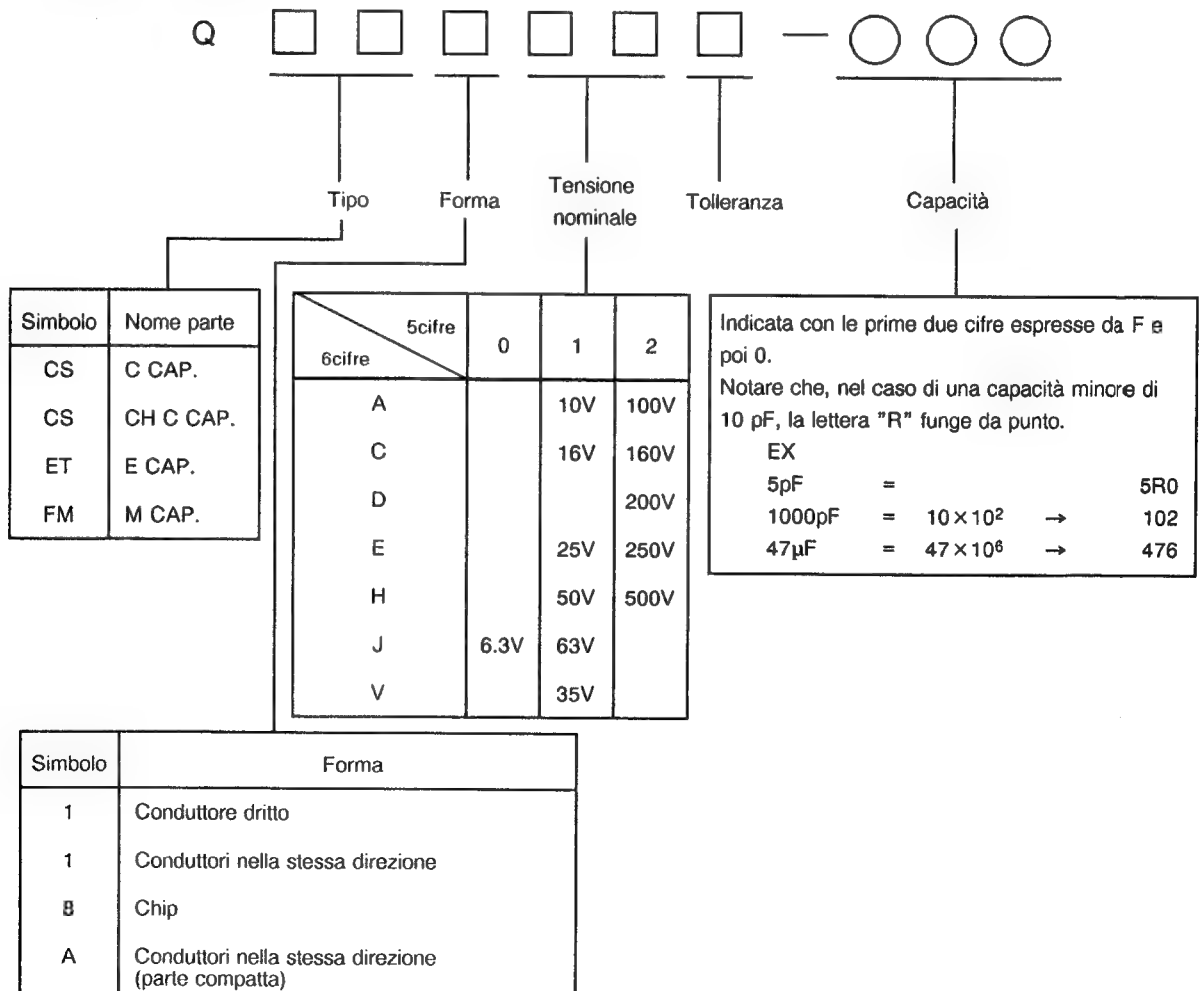 Q □ □ □ □ □ □ — ○ ○ ○
Tipo
Forma
Tensione
nominale
Tolleranza
Capacità
Simbolo Nome parte
CS C CAP.
CS CH C CAP.
ET E CAP.
FM M CAP.
5cifre
6cifre
0 1 2
A 10V 100V
C 16V 160V
D 200V
E 25V 250V
H 50V 500V
J 6.3V 63V
V 35V
Indicata con le prime due cifre espresse da F e
poi 0.
Notare che, nel caso di una capacità minore di
10 pF, la lettera "R" funge da punto.
EX
5pF = 5R0
1000pF = 10×10² → 102
47µF = 47×10⁶ → 476
Simbolo Forma
1 Conduttore dritto
1 Conduttori nella stessa direzione
B Chip
A Conduttori nella stessa direzione
(parte compatta)